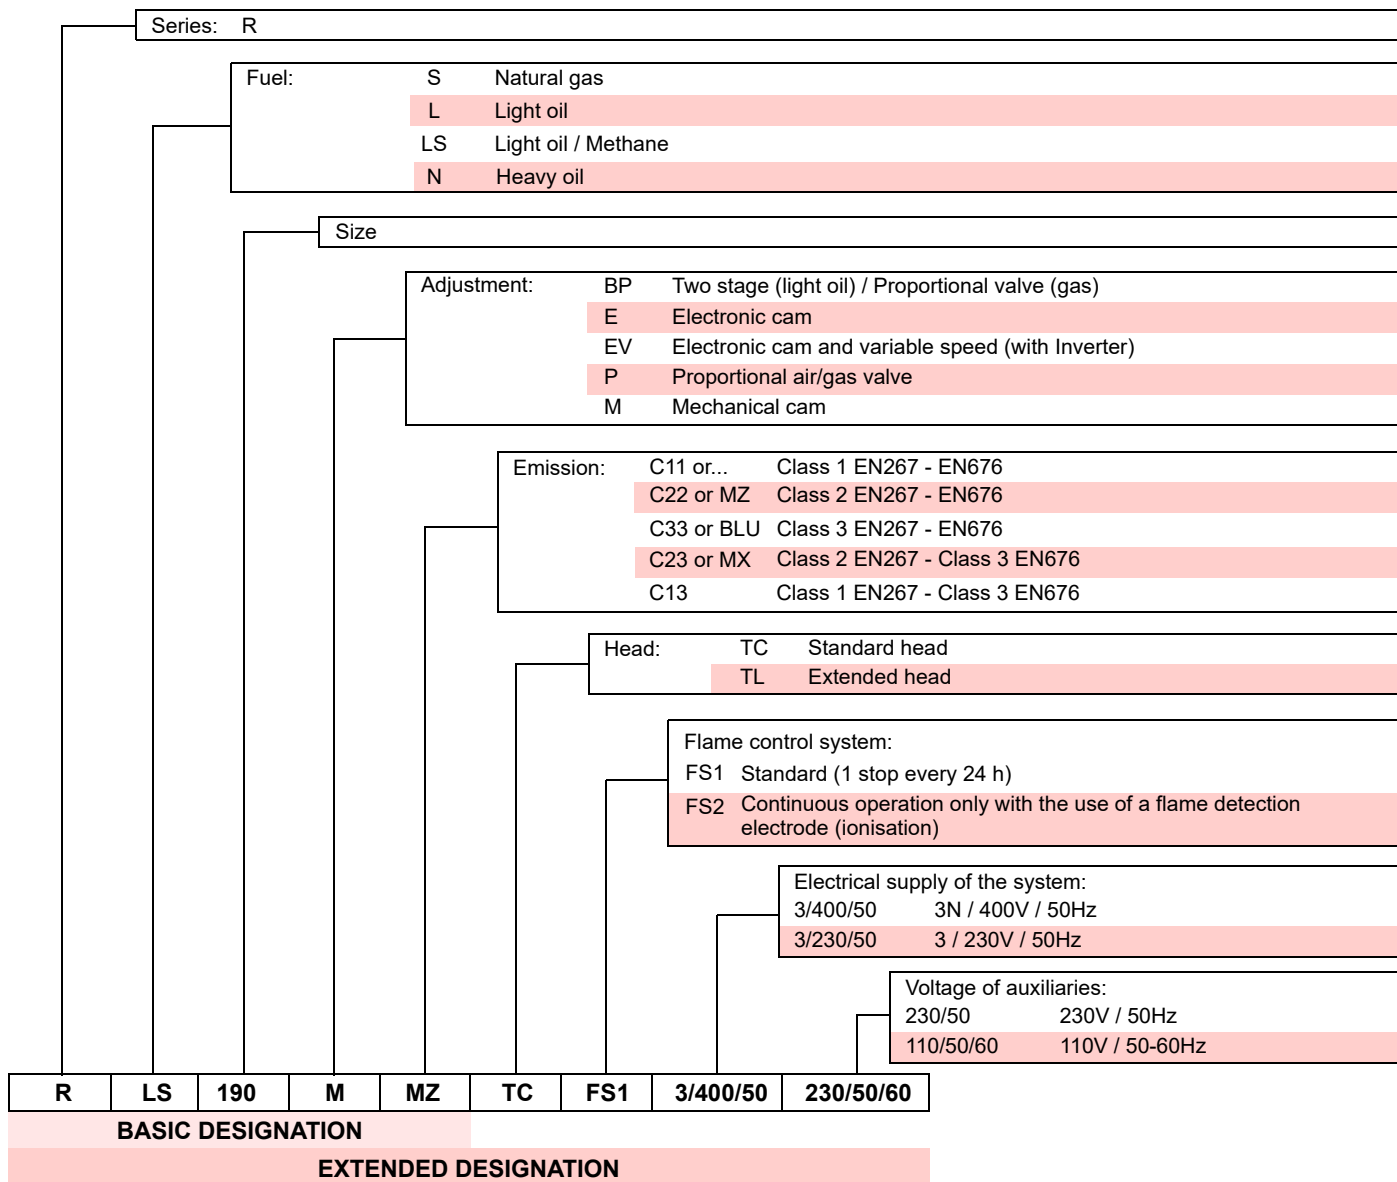 Series: R
Fuel: S Natural gas
L Light oil
LS Light oil / Methane
N Heavy oil
Size
Adjustment: BP Two stage (light oil) / Proportional valve (gas)
E Electronic cam
EV Electronic cam and variable speed (with Inverter)
P Proportional air/gas valve
M Mechanical cam
Emission: C11 or... Class 1 EN267 - EN676
C22 or MZ Class 2 EN267 - EN676
C33 or BLU Class 3 EN267 - EN676
C23 or MX Class 2 EN267 - Class 3 EN676
C13 Class 1 EN267 - Class 3 EN676
Head: TC Standard head
TL Extended head
Flame control system:
FS1 Standard (1 stop every 24 h)
FS2 Continuous operation only with the use of a flame detection
electrode (ionisation)
Electrical supply of the system:
3/400/50 3N / 400V / 50Hz
3/230/50 3 / 230V / 50Hz
Voltage of auxiliaries:
230/50 230V / 50Hz
110/50/60 110V / 50-60Hz
R LS 190 M MZ TC FS1 3/400/50 230/50/60
BASIC DESIGNATION
EXTENDED DESIGNATION